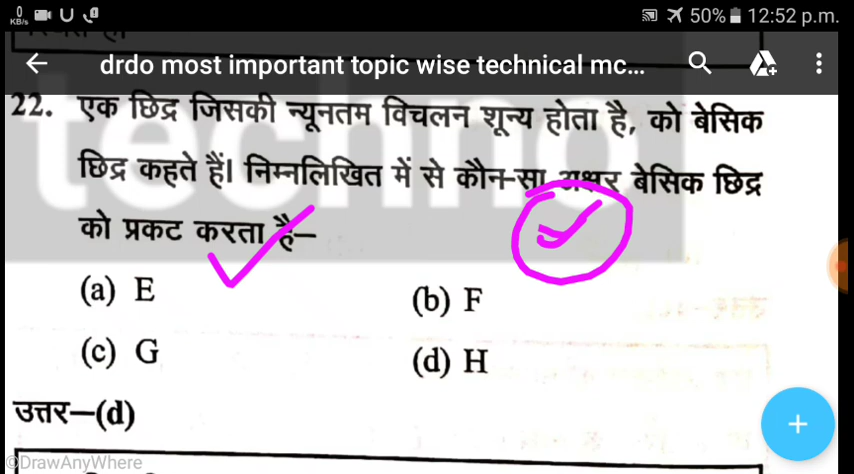 0
KB/s
50% 12:52 p.m.
drdo most important topic wise technical mc...
techno
22. एक छिद्र जिसकी न्यूनतम विचलन शून्य होता है, को बेसिक
छिद्र कहते हैं। निम्नलिखित में से कौन-सा अक्षर बेसिक छिद्र
को प्रकट करता है–
(a) E
(b) F
(c) G
(d) H
उत्तर–(d)
©DrawAnyWhere